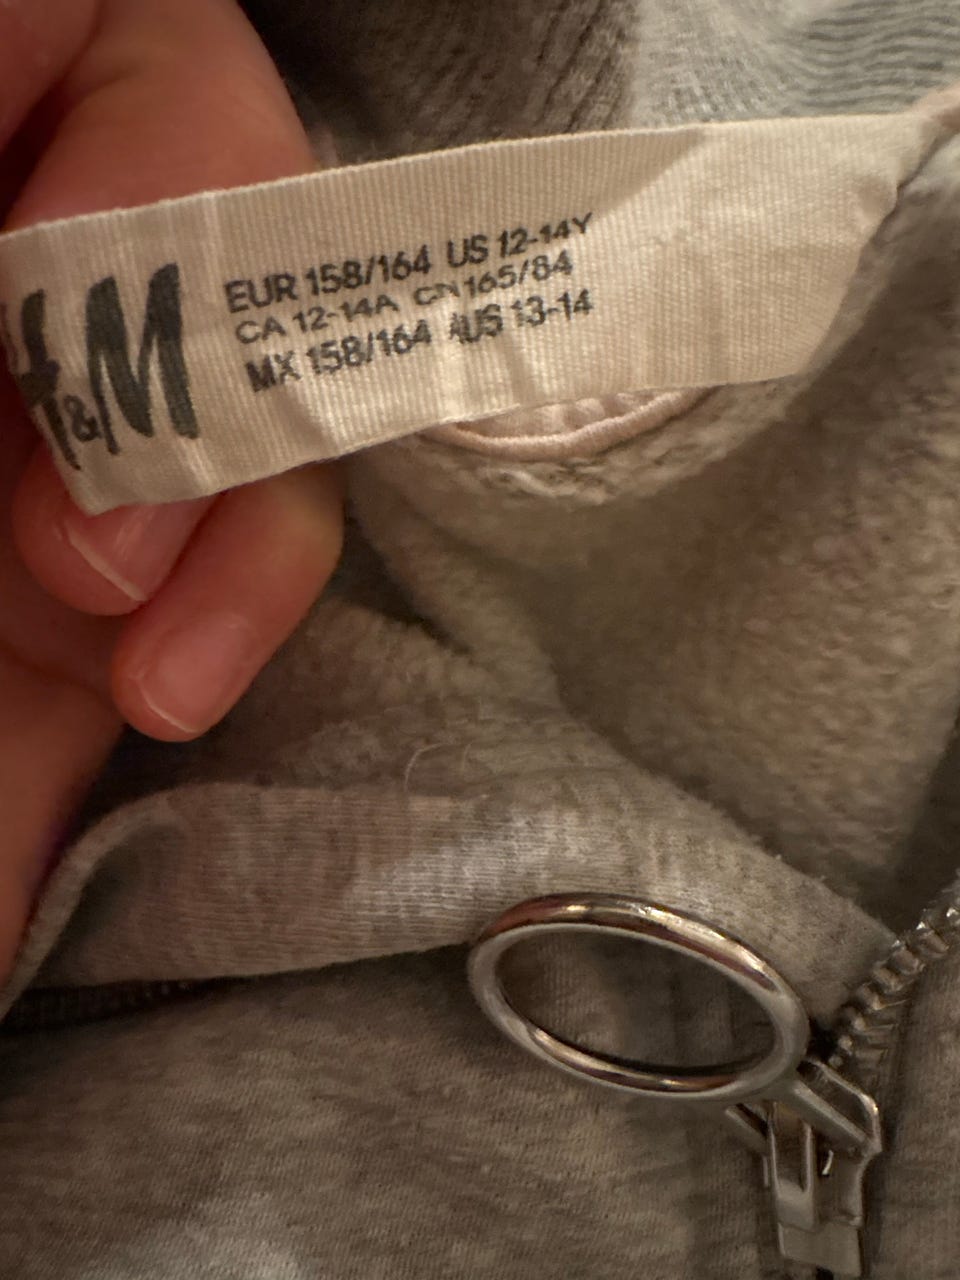 H&M
EUR 158/164 US 12-14Y
CA 12-14A CN 165/84
MX 158/164 AUS 13-14